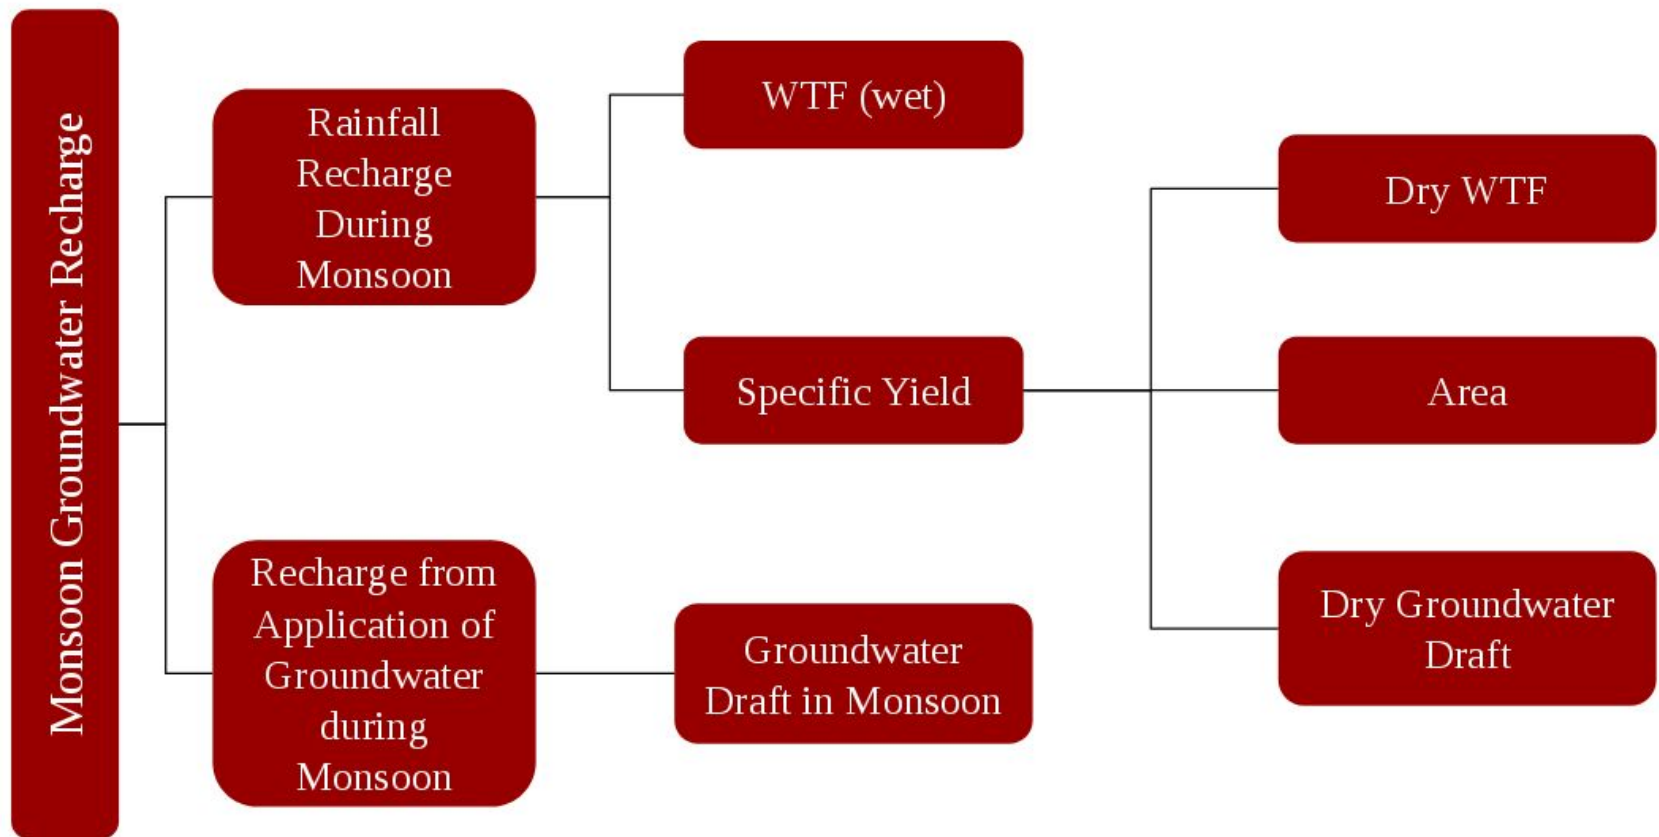 Monsoon Groundwater Recharge
Rainfall
Recharge
During
Monsoon
Recharge from
Application of
Groundwater
during
Monsoon
WTF (wet)
Specific Yield
Groundwater
Draft in Monsoon
Dry WTF
Area
Dry Groundwater
Draft